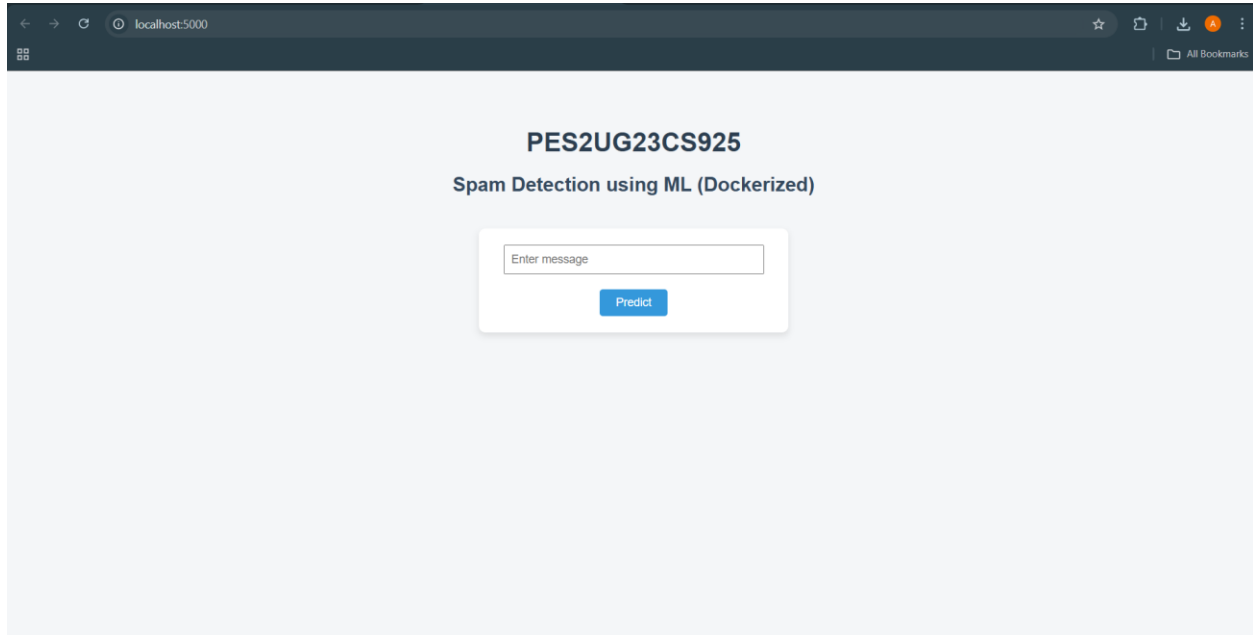 localhost:5000
A
All Bookmarks
PES2UG23CS925
Spam Detection using ML (Dockerized)
Enter message
Predict